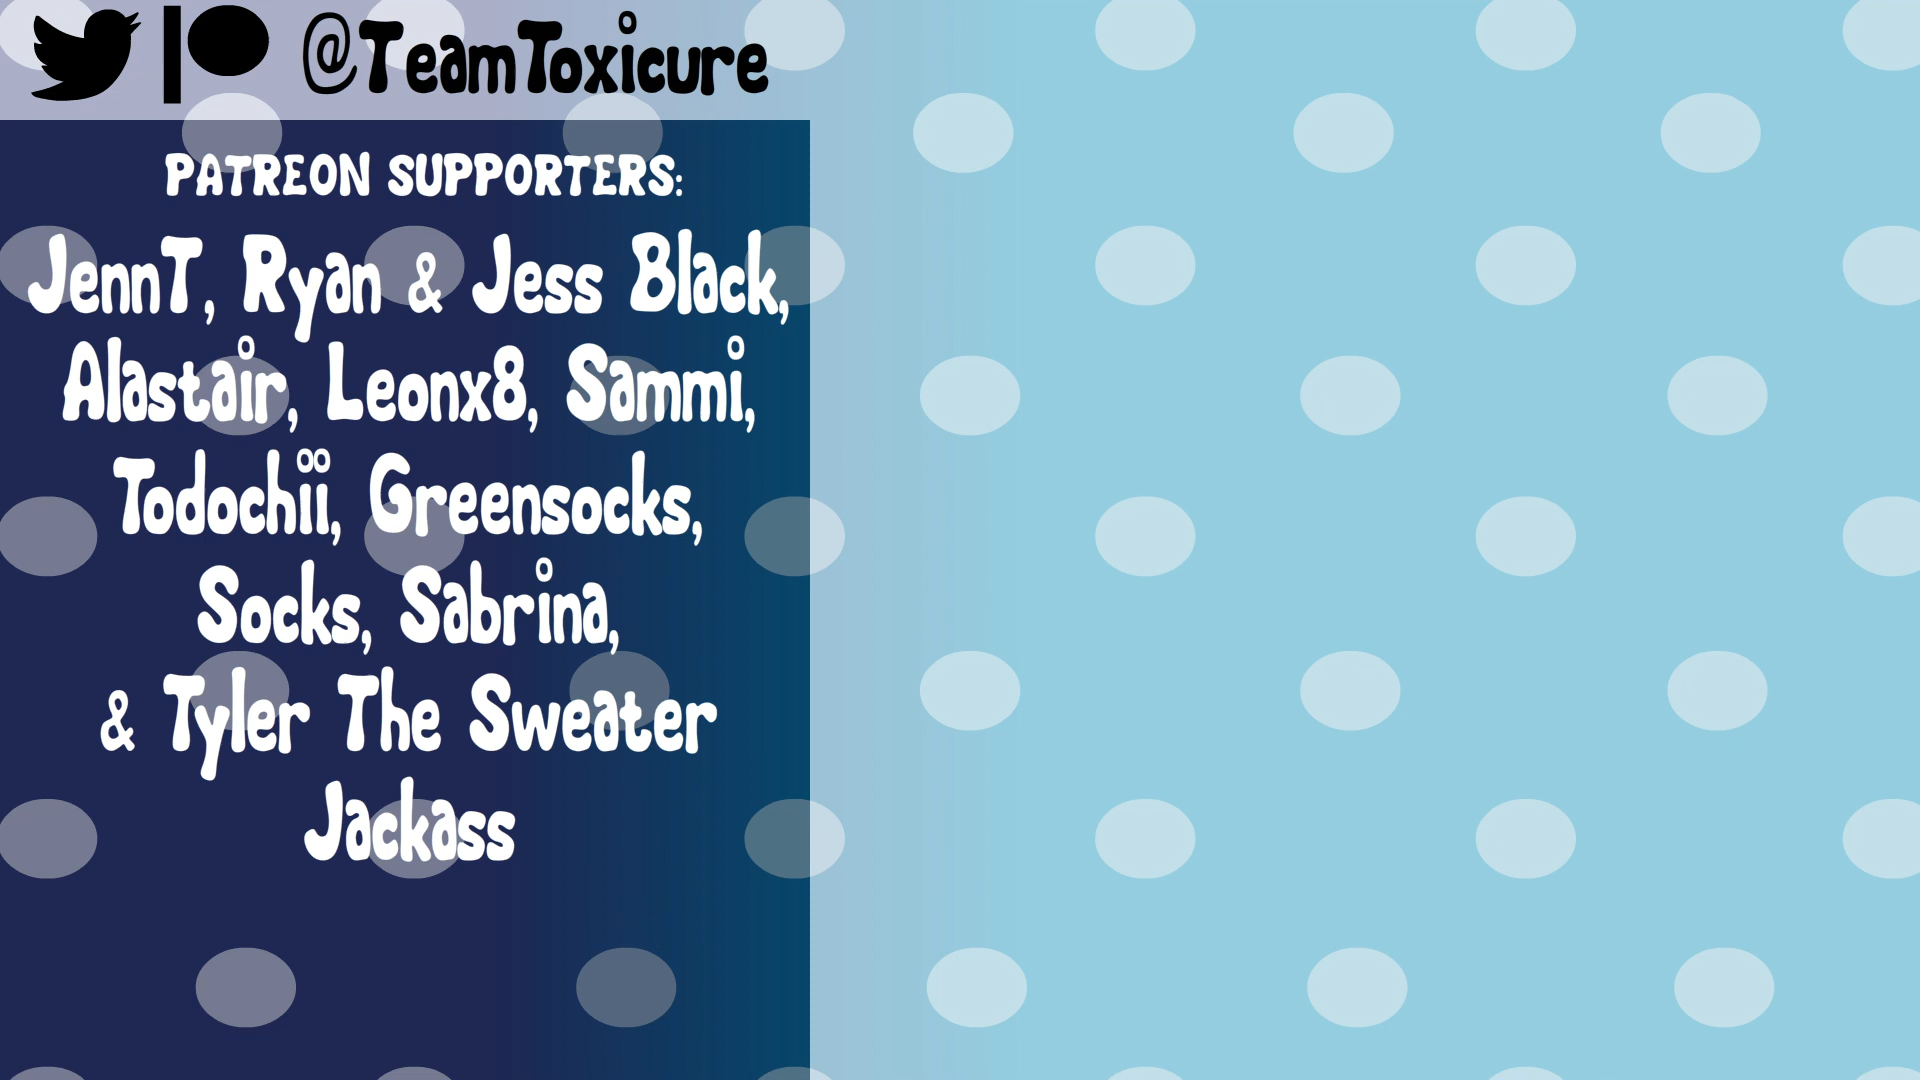 @TeamToxicure
PATREON SUPPORTERS:
JennT, Ryan & Jess Black,
Alastair, Leonx8, Sammi,
Todochii, Greensocks,
Socks, Sabrina,
& Tyler The Sweater
Jackass